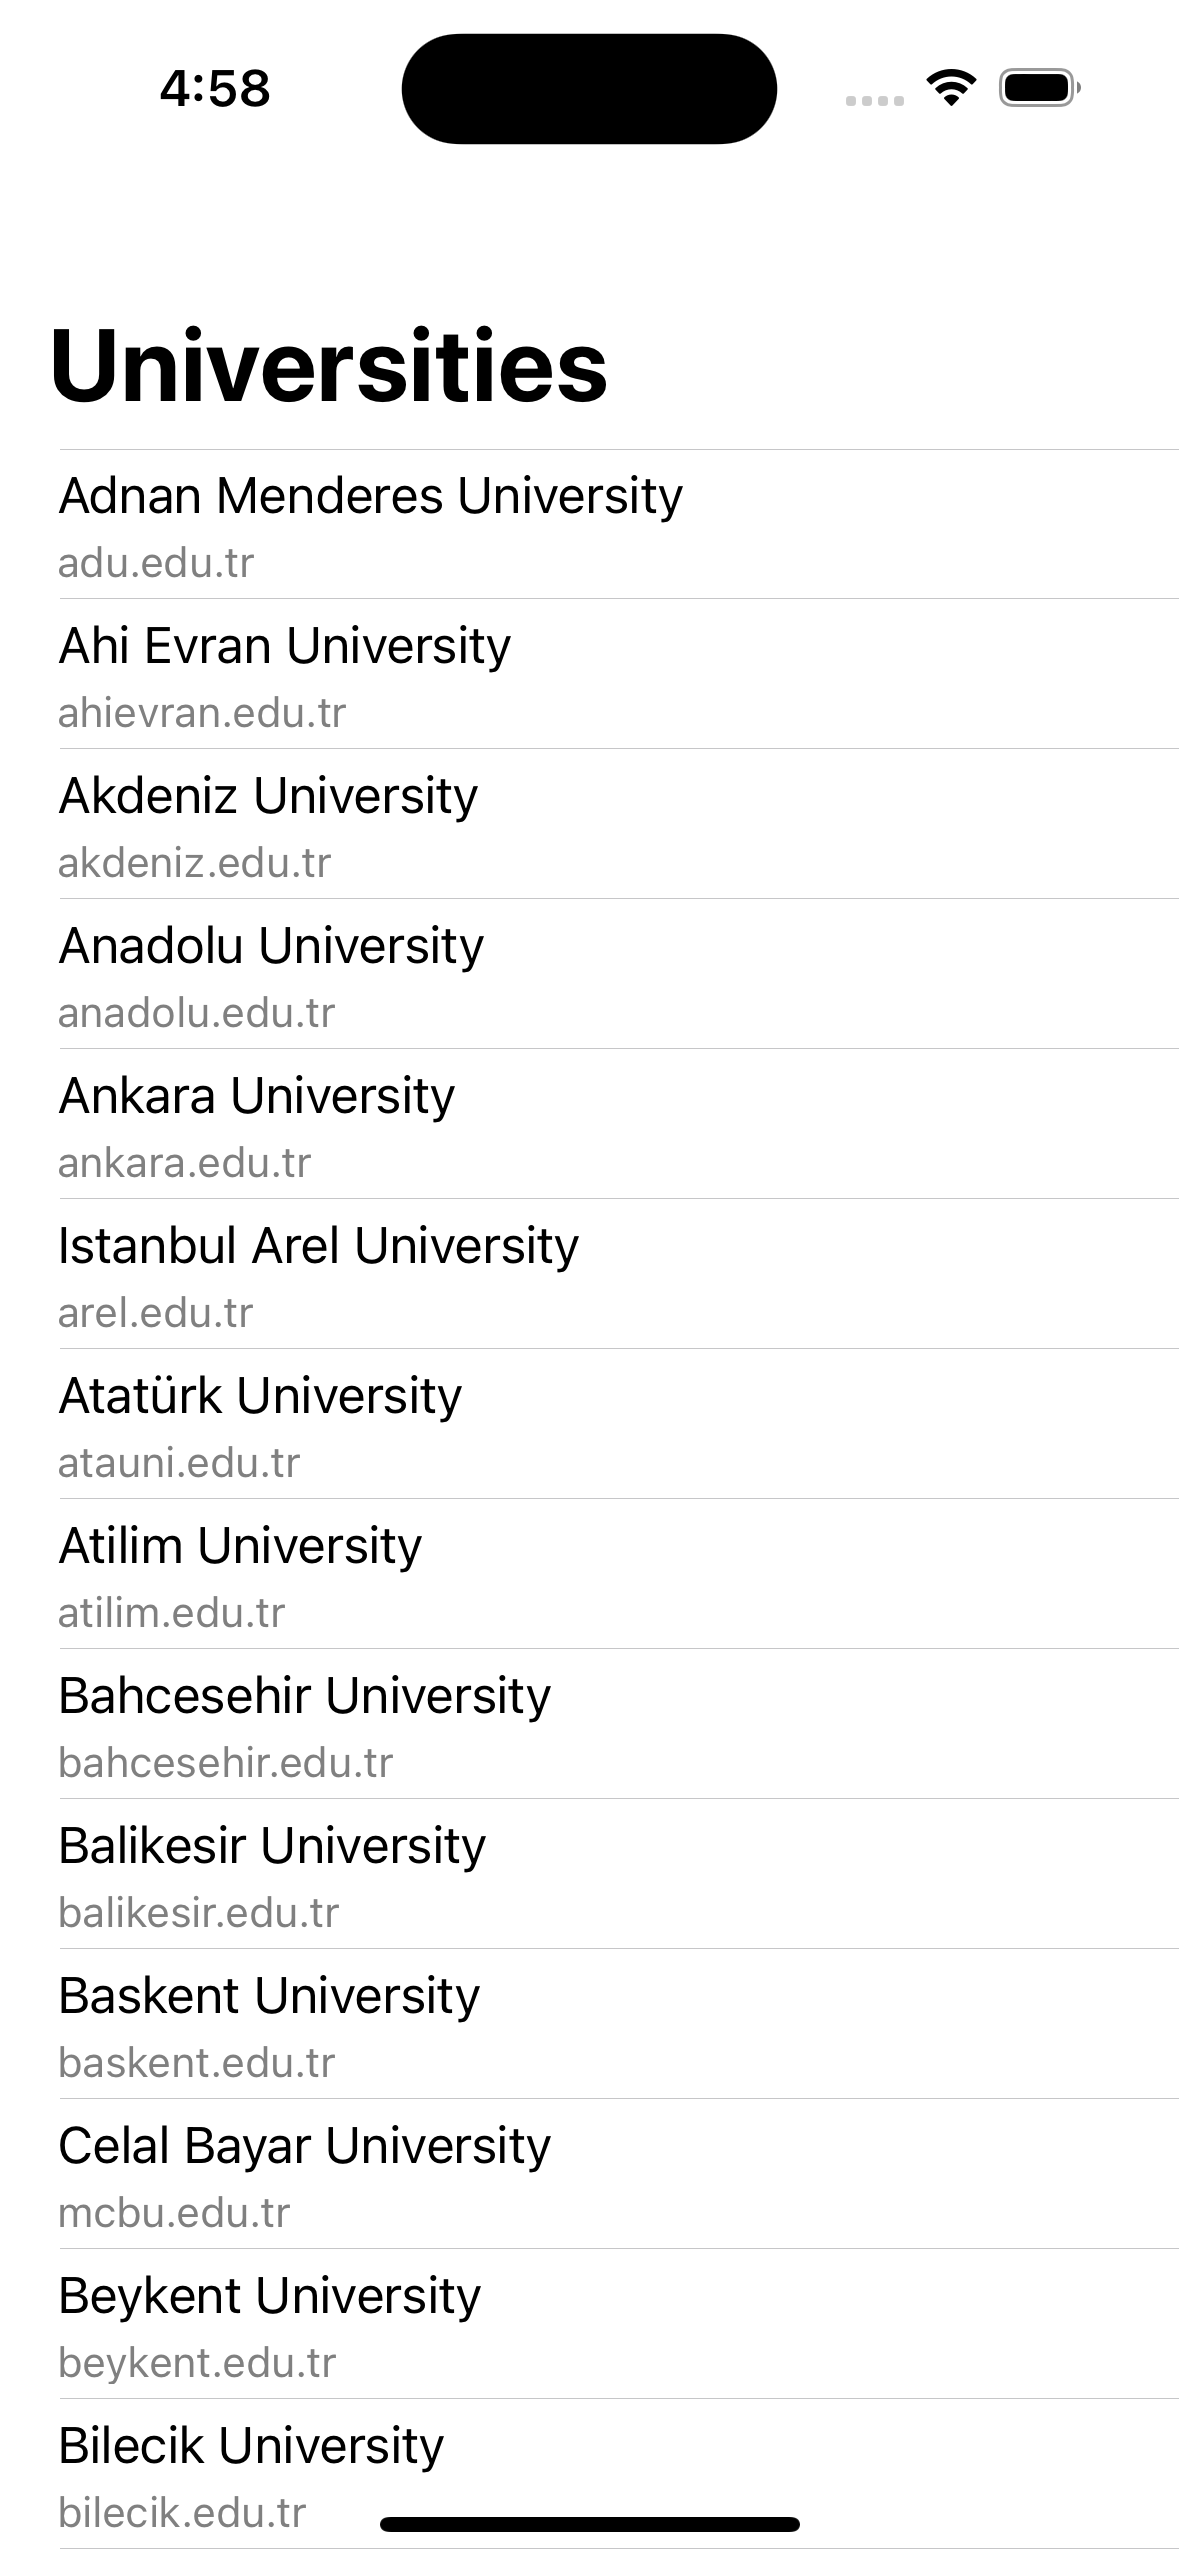 4:58
Universities
Adnan Menderes University
adu.edu.tr
Ahi Evran University
ahievran.edu.tr
Akdeniz University
akdeniz.edu.tr
Anadolu University
anadolu.edu.tr
Ankara University
ankara.edu.tr
Istanbul Arel University
arel.edu.tr
Atatürk University
atauni.edu.tr
Atilim University
atilim.edu.tr
Bahcesehir University
bahcesehir.edu.tr
Balikesir University
balikesir.edu.tr
Baskent University
baskent.edu.tr
Celal Bayar University
mcbu.edu.tr
Beykent University
beykent.edu.tr
Bilecik University
bilecik.edu.tr